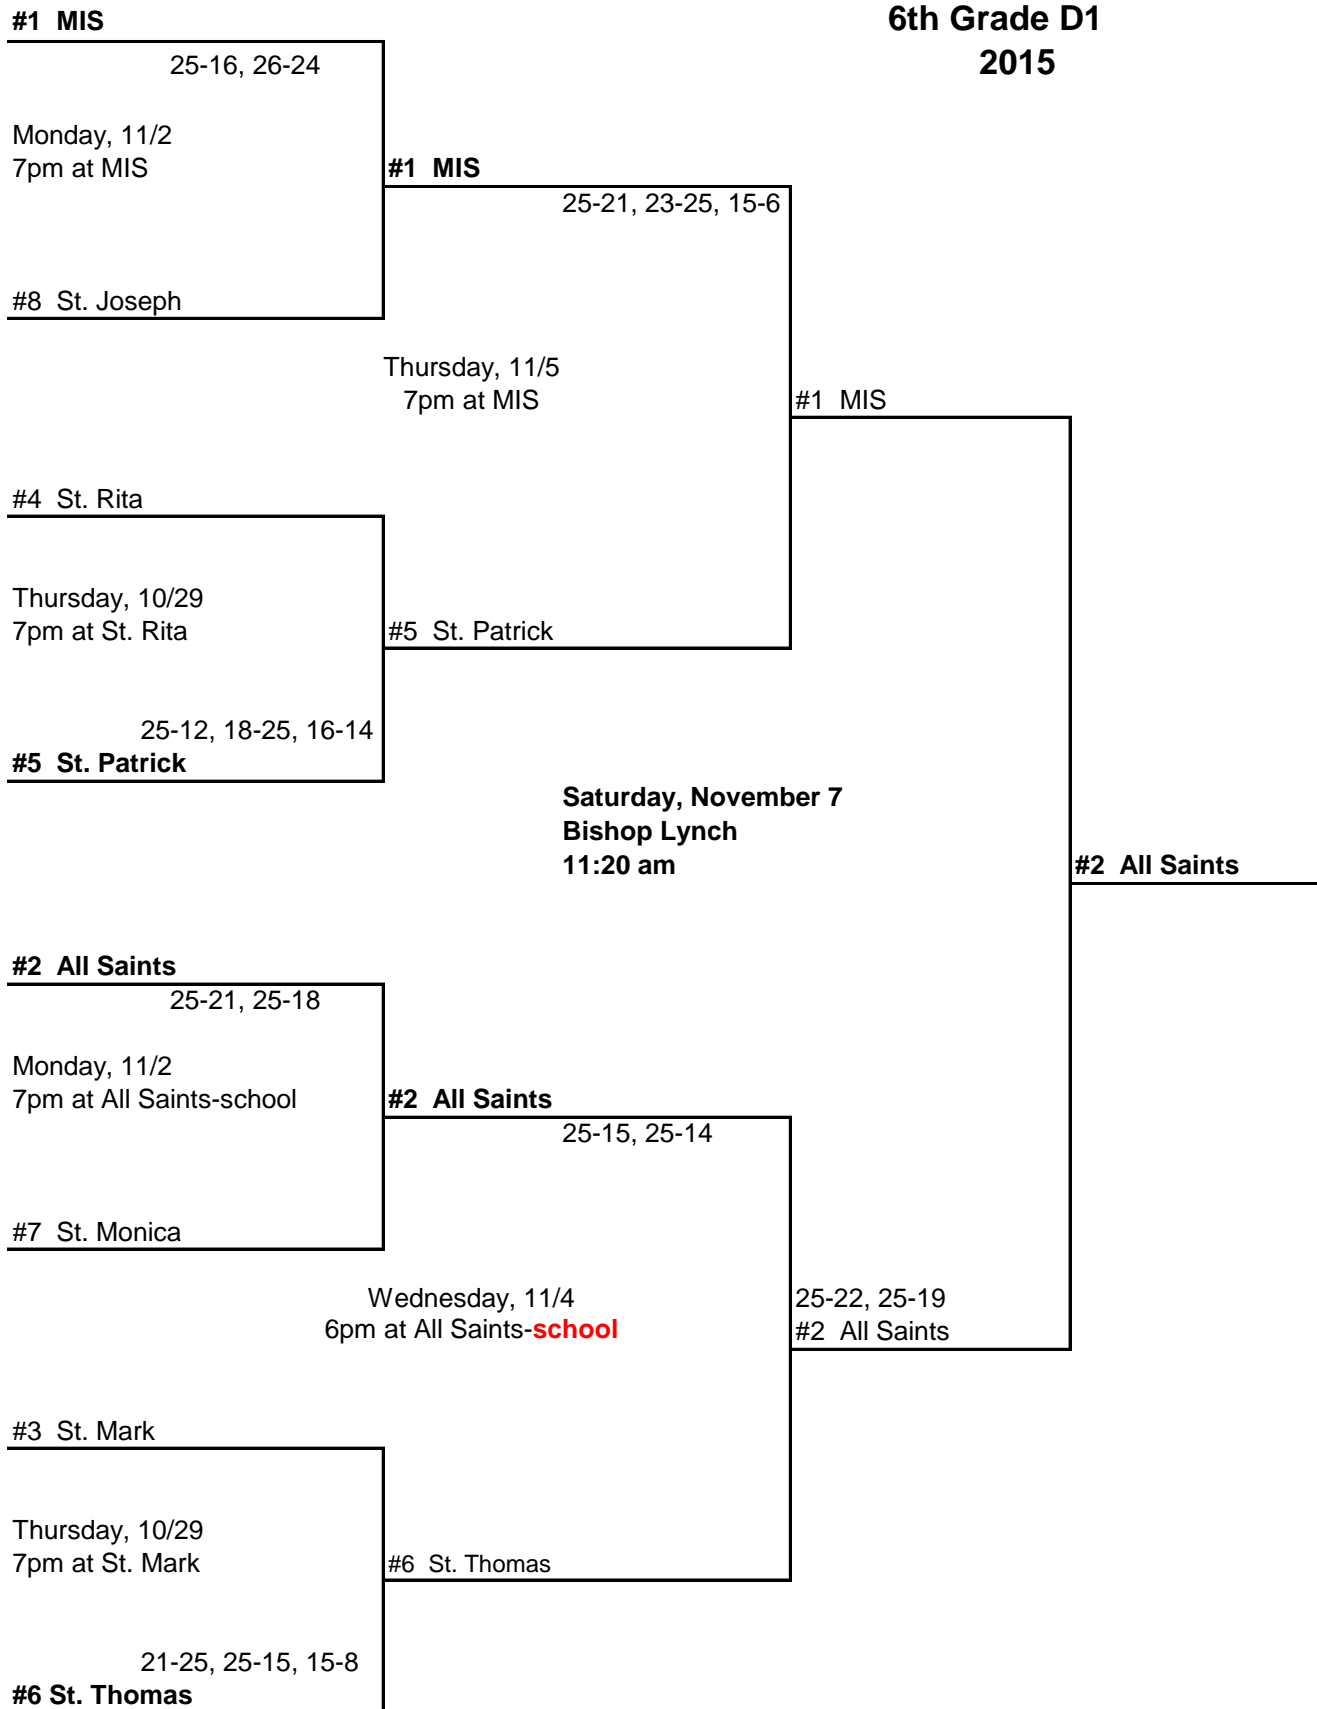 #1 MIS
6th Grade D1
2015
25-16, 26-24
Monday, 11/2
7pm at MIS
#1 MIS
25-21, 23-25, 15-6
#8 St. Joseph
Thursday, 11/5
7pm at MIS
#1 MIS
#4 St. Rita
Thursday, 10/29
7pm at St. Rita
#5 St. Patrick
25-12, 18-25, 16-14
#5 St. Patrick
Saturday, November 7
Bishop Lynch
11:20 am
#2 All Saints
#2 All Saints
25-21, 25-18
Monday, 11/2
7pm at All Saints-school
#2 All Saints
25-15, 25-14
#7 St. Monica
Wednesday, 11/4
6pm at All Saints-school
25-22, 25-19
#2 All Saints
#3 St. Mark
Thursday, 10/29
7pm at St. Mark
#6 St. Thomas
21-25, 25-15, 15-8
#6 St. Thomas